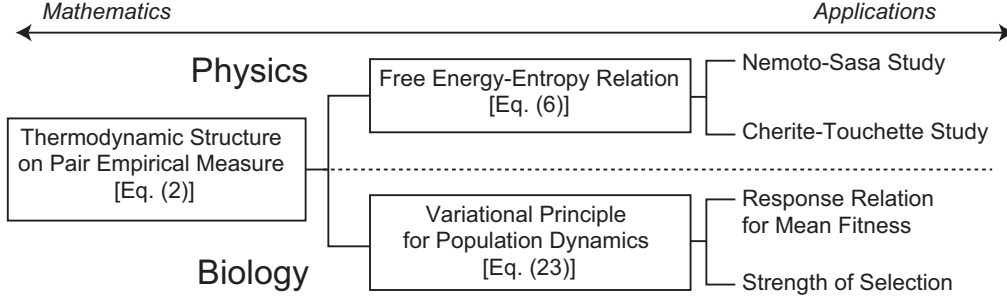 Mathematics
Applications
Physics
Free Energy-Entropy Relation
[Eq. (6)]
Nemoto-Sasa Study
Cherite-Touchette Study
Thermodynamic Structure
on Pair Empirical Measure
[Eq. (2)]
Biology
Variational Principle
for Population Dynamics
[Eq. (23)]
Response Relation
for Mean Fitness
Strength of Selection